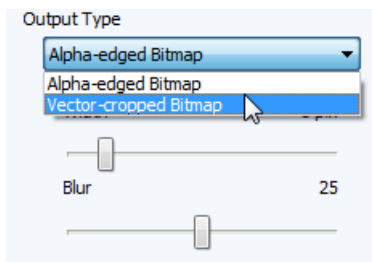 Output Type
Alpha-edged Bitmap
Alpha-edged Bitmap
Vector-cropped Bitmap
Blur 25